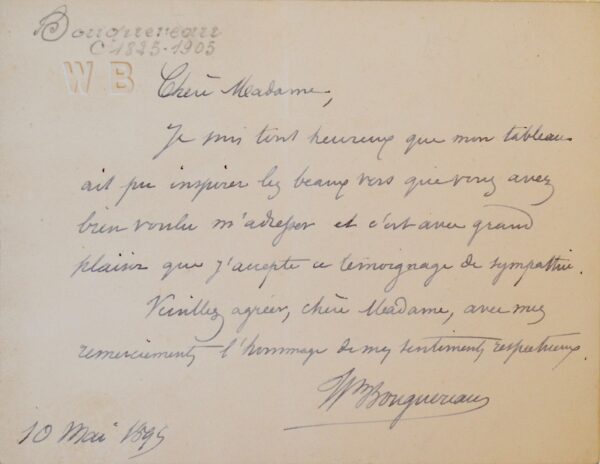 Bouguereau
1825-1905
WB
Chère Madame,
Je suis tout heureux que mon tableau
ait pu inspirer les beaux vers que vous avez
bien voulu m'adresser et c'est avec grand
plaisir que j'accepte ce témoignage de sympathie.
Veuillez agréer, chère Madame, avec mes
remerciements l'hommage de mes sentiments respectueux.
Wm Bouguereau
10 Mai 1895